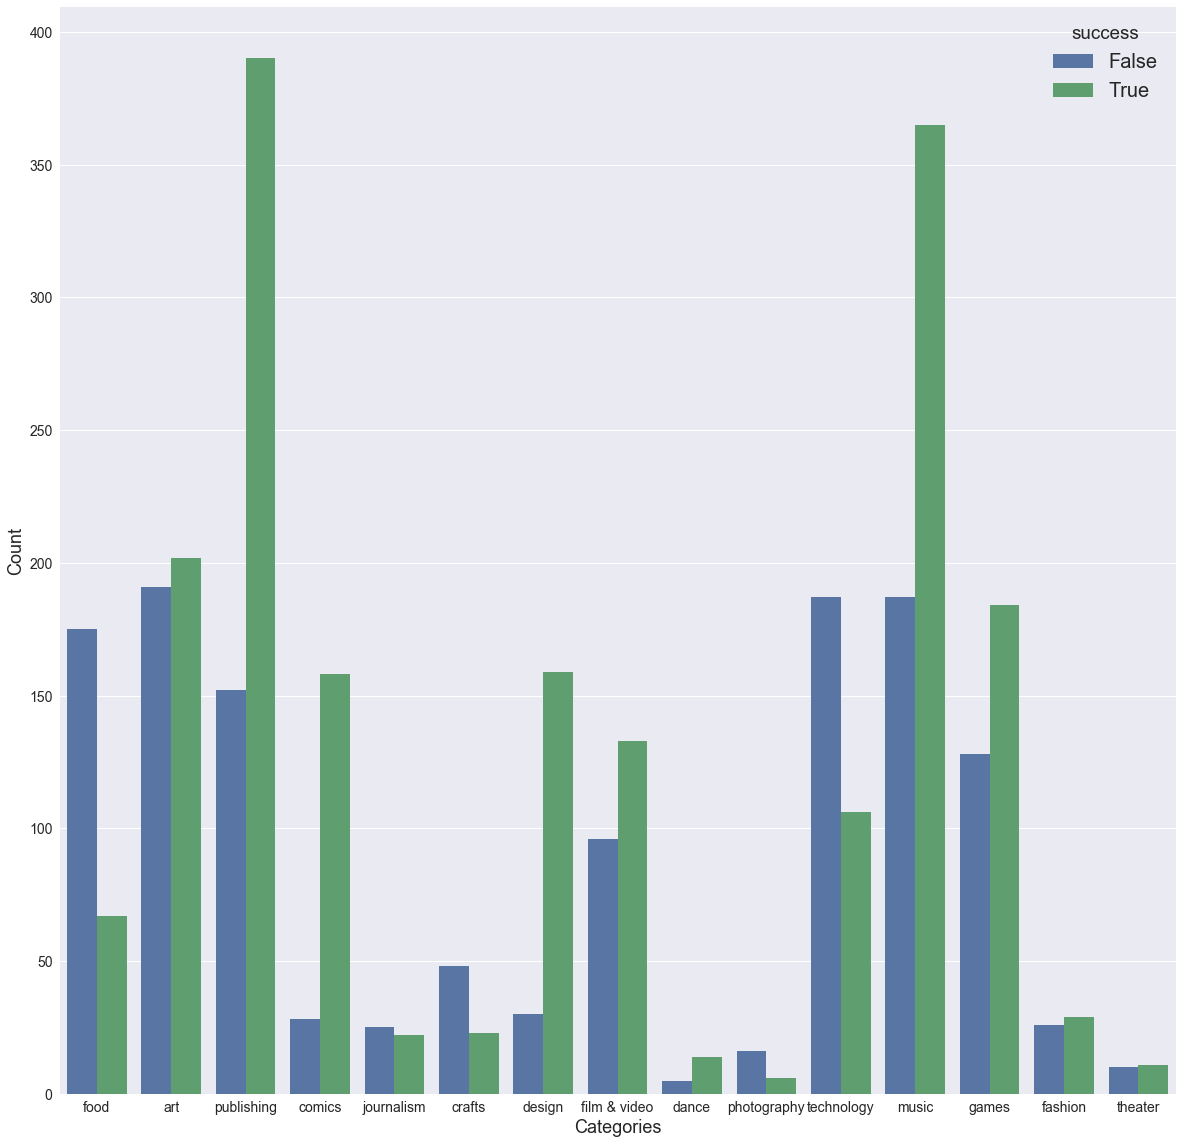 success
False
True
400
350
300
250
200
150
100
50
0
Count
food art publishing comics journalism crafts design film & video dance photography technology music games fashion theater
Categories